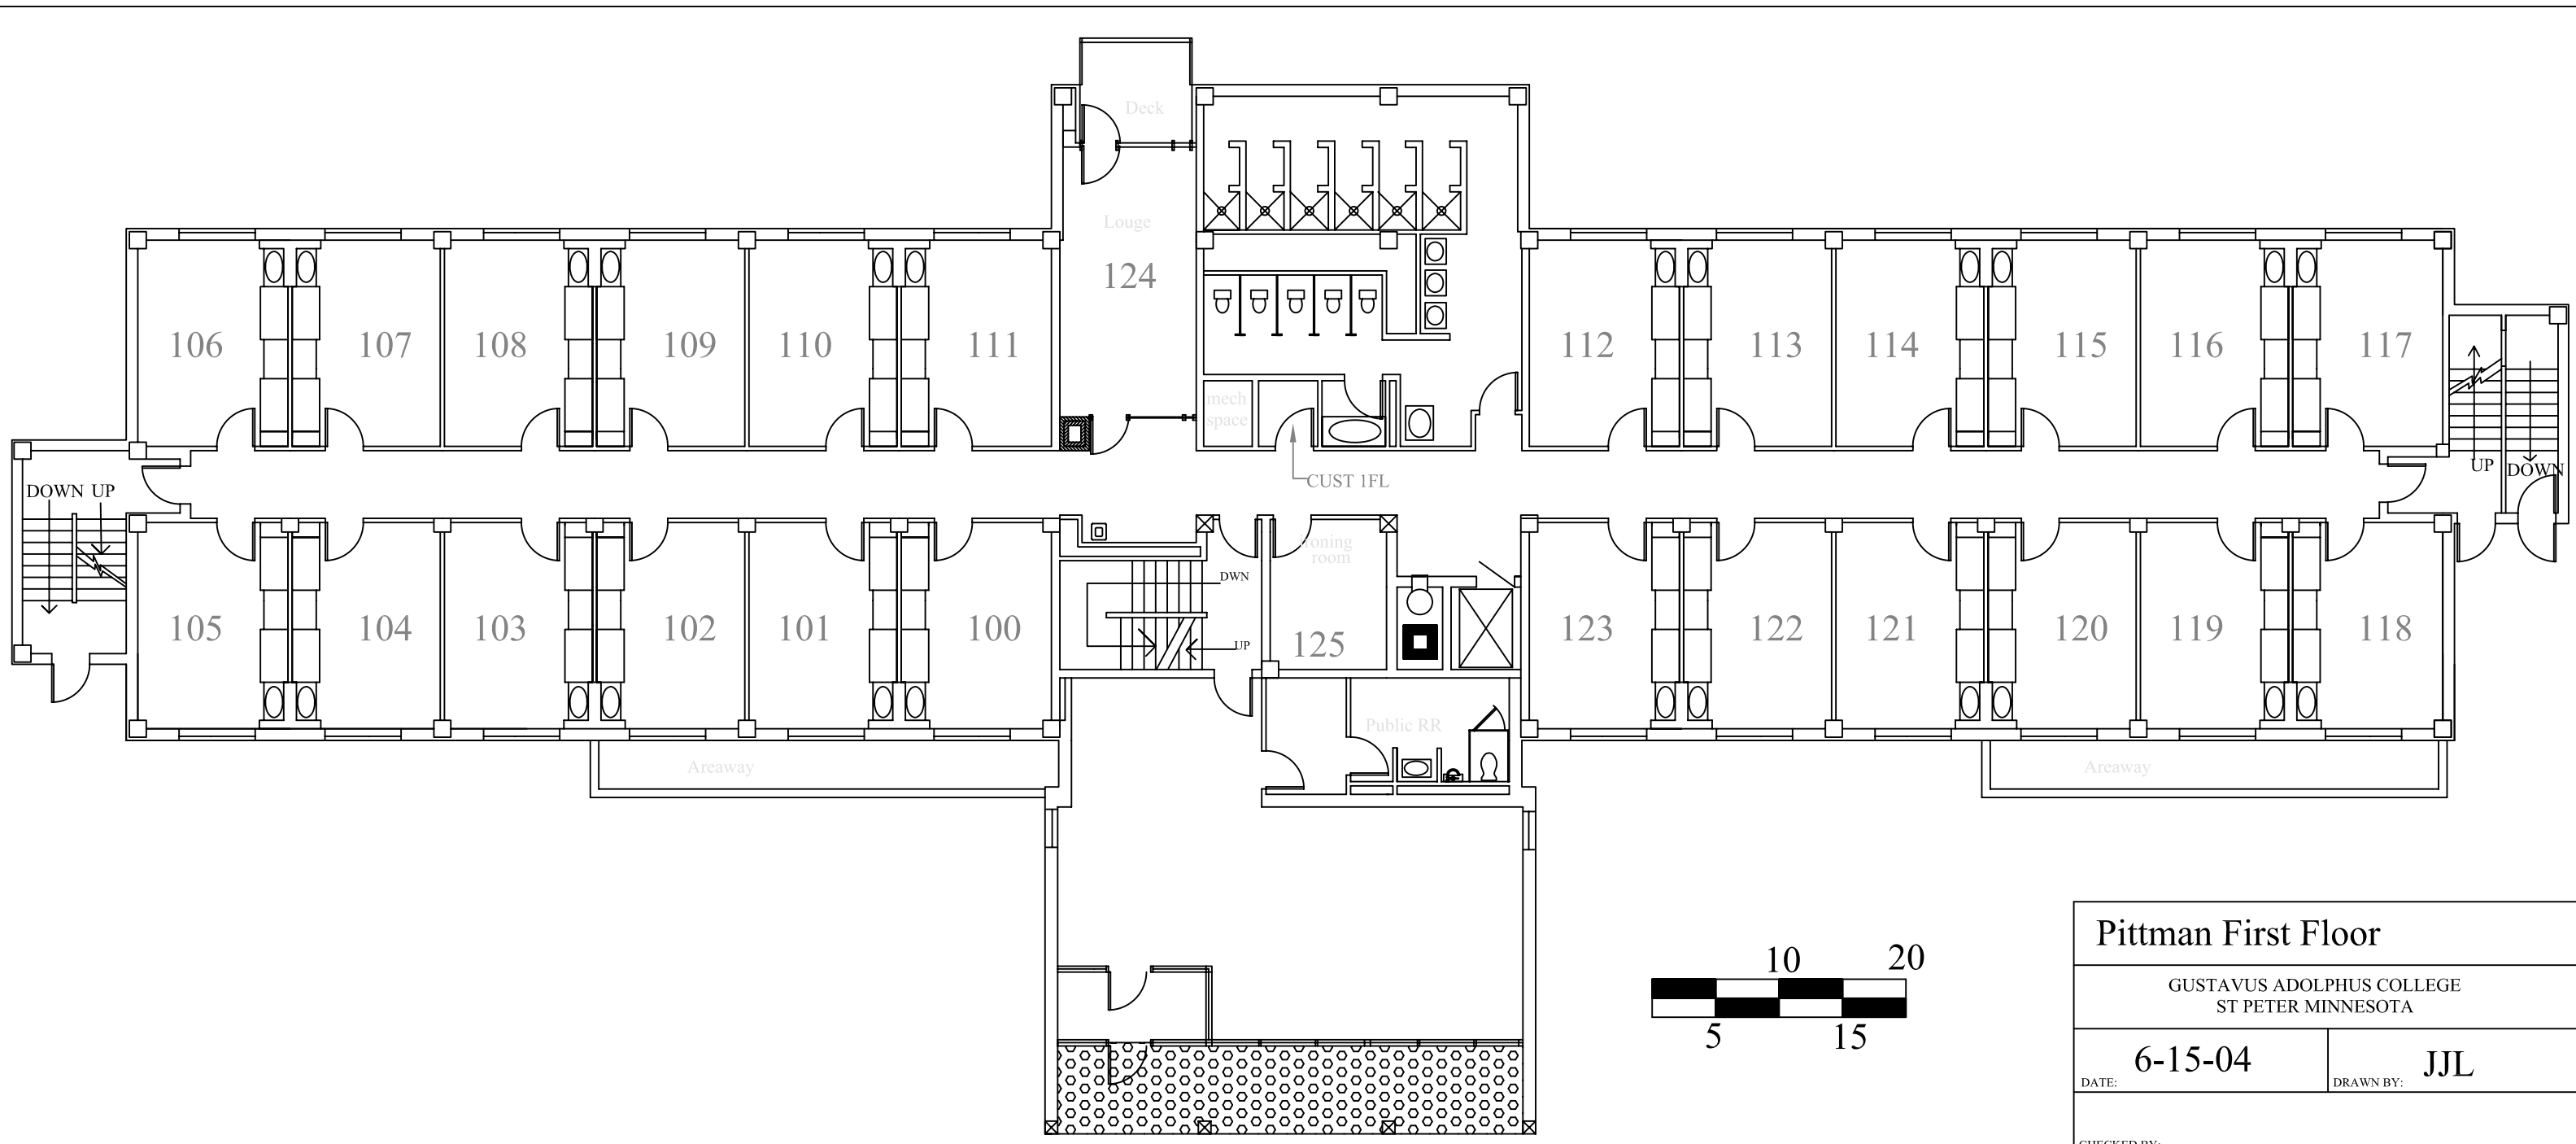 Deck
Louge
124
106
107
108
109
110
111
112
113
114
115
116
117
mech
space
CUST 1FL
DOWN UP
UP
DOWN
ironing
room
DWN
UP
105
104
103
102
101
100
125
123
122
121
120
119
118
Public RR
Areaway
Areaway
10
20
5
15
Pittman First Floor
GUSTAVUS ADOLPHUS COLLEGE
ST PETER MINNESOTA
DATE: 6-15-04
DRAWN BY: JJL
CHECKED BY: